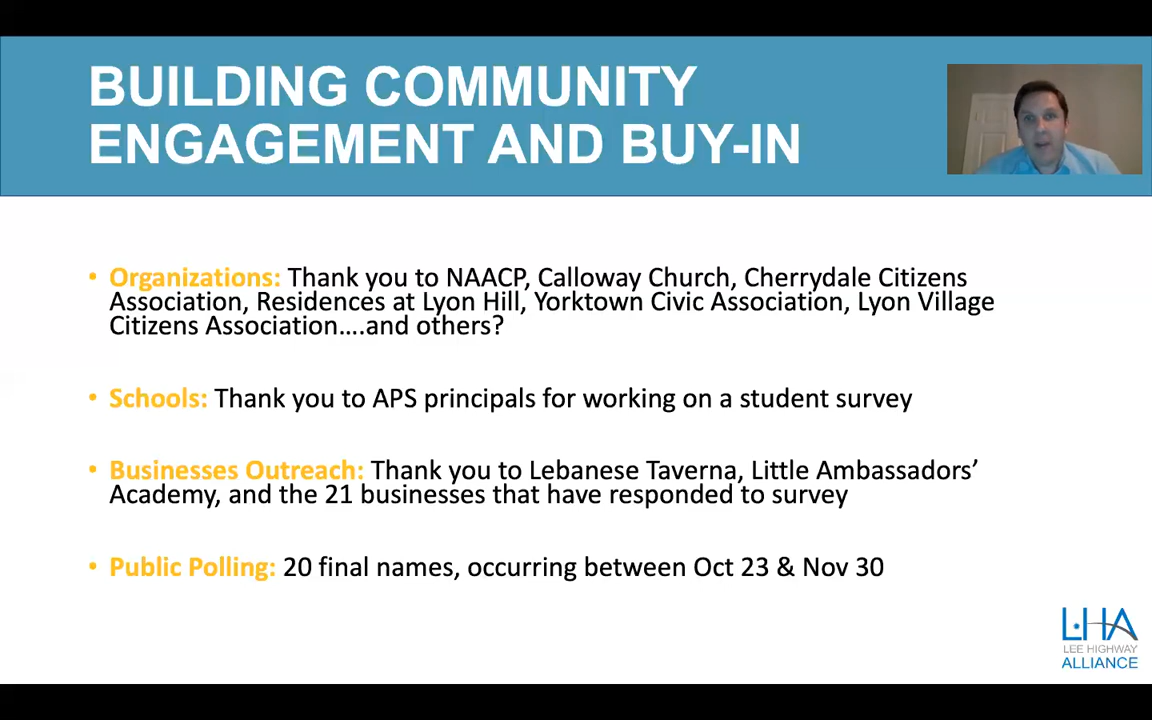 BUILDING COMMUNITY
ENGAGEMENT AND BUY-IN
• Organizations: Thank you to NAACP, Calloway Church, Cherrydale Citizens
Association, Residences at Lyon Hill, Yorktown Civic Association, Lyon Village
Citizens Association....and others?
• Schools: Thank you to APS principals for working on a student survey
• Businesses Outreach: Thank you to Lebanese Taverna, Little Ambassadors’
Academy, and the 21 businesses that have responded to survey
• Public Polling: 20 final names, occurring between Oct 23 & Nov 30
LHA
LEE HIGHWAY
ALLIANCE